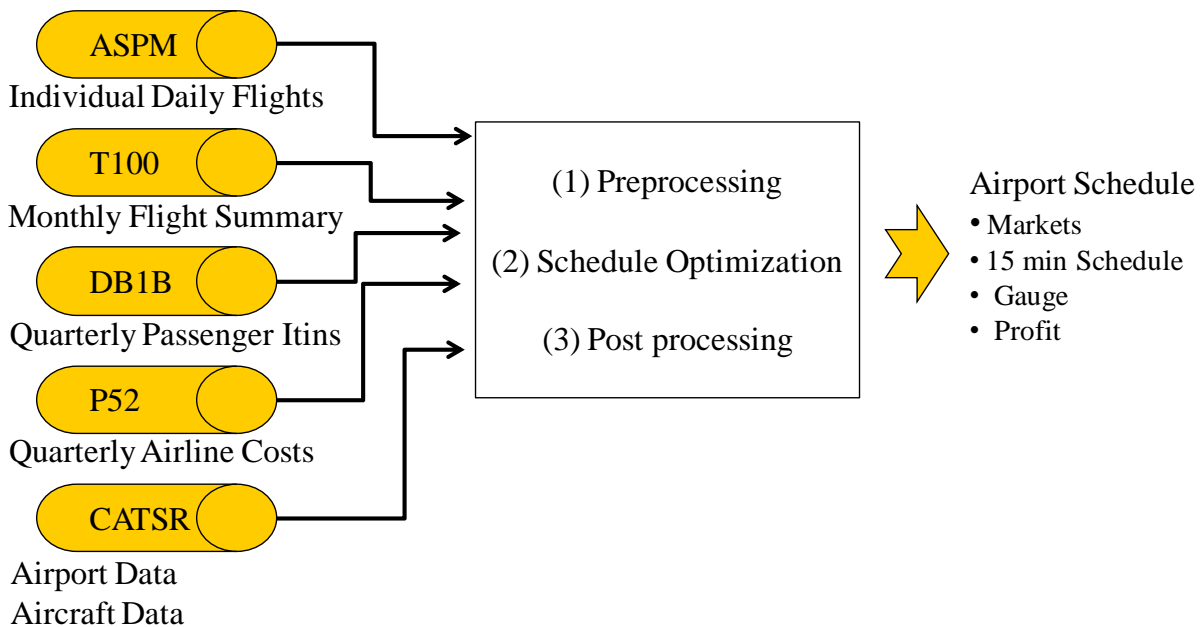 ASPM
Individual Daily Flights
T100
Monthly Flight Summary
DB1B
Quarterly Passenger Itins
P52
Quarterly Airline Costs
CATSR
Airport Data
Aircraft Data
(1) Preprocessing
(2) Schedule Optimization
(3) Post processing
Airport Schedule
• Markets
• 15 min Schedule
• Gauge
• Profit